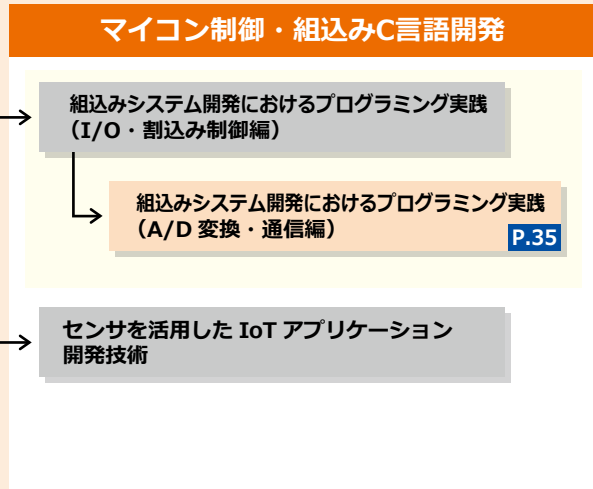 マイコン制御・組込みC言語開発
組込みシステム開発におけるプログラミング実践
（I/O・割込み制御編）
組込みシステム開発におけるプログラミング実践
（A/D 変換・通信編）
P.35
センサを活用した IoT アプリケーション
開発技術